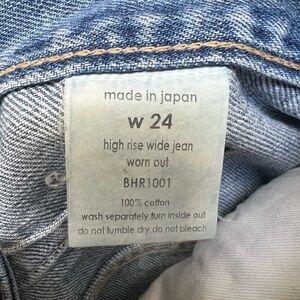 made in japan
w 24
high rise wide jean
worn out
BHR1001
100% cotton
wash separately turn inside out
do not tumble dry do not bleach